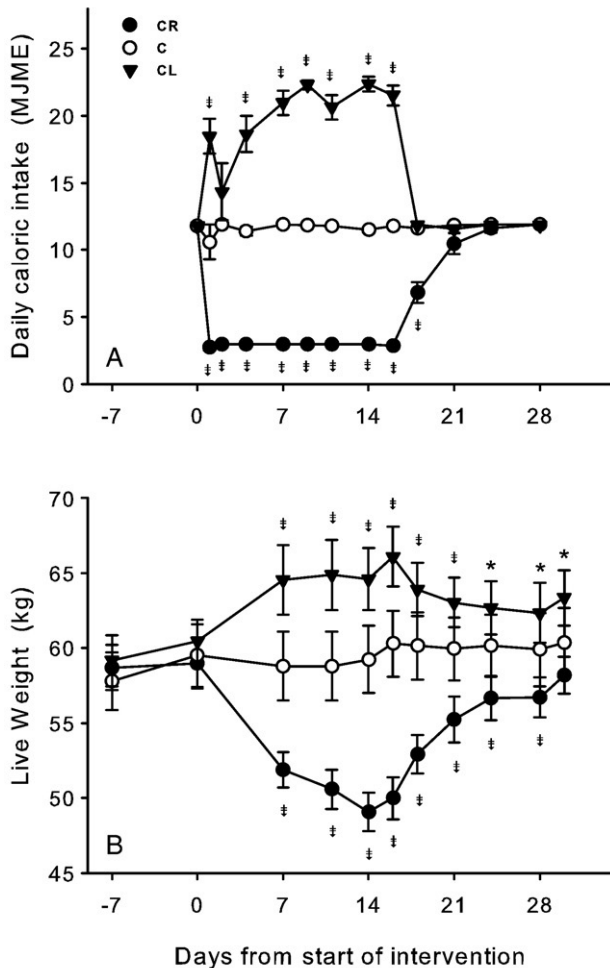 CR
C
CL
Daily caloric intake (MJME)
25
20
15
10
5
0
A
-7 0 7 14 21 28
Live Weight (kg)
70
65
60
55
50
45
B
* * *
-7 0 7 14 21 28
Days from start of intervention